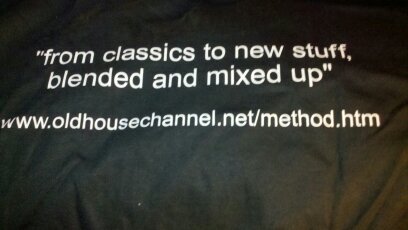 "from classics to new stuff,
blended and mixed up"
www.oldhousechannel.net/method.htm